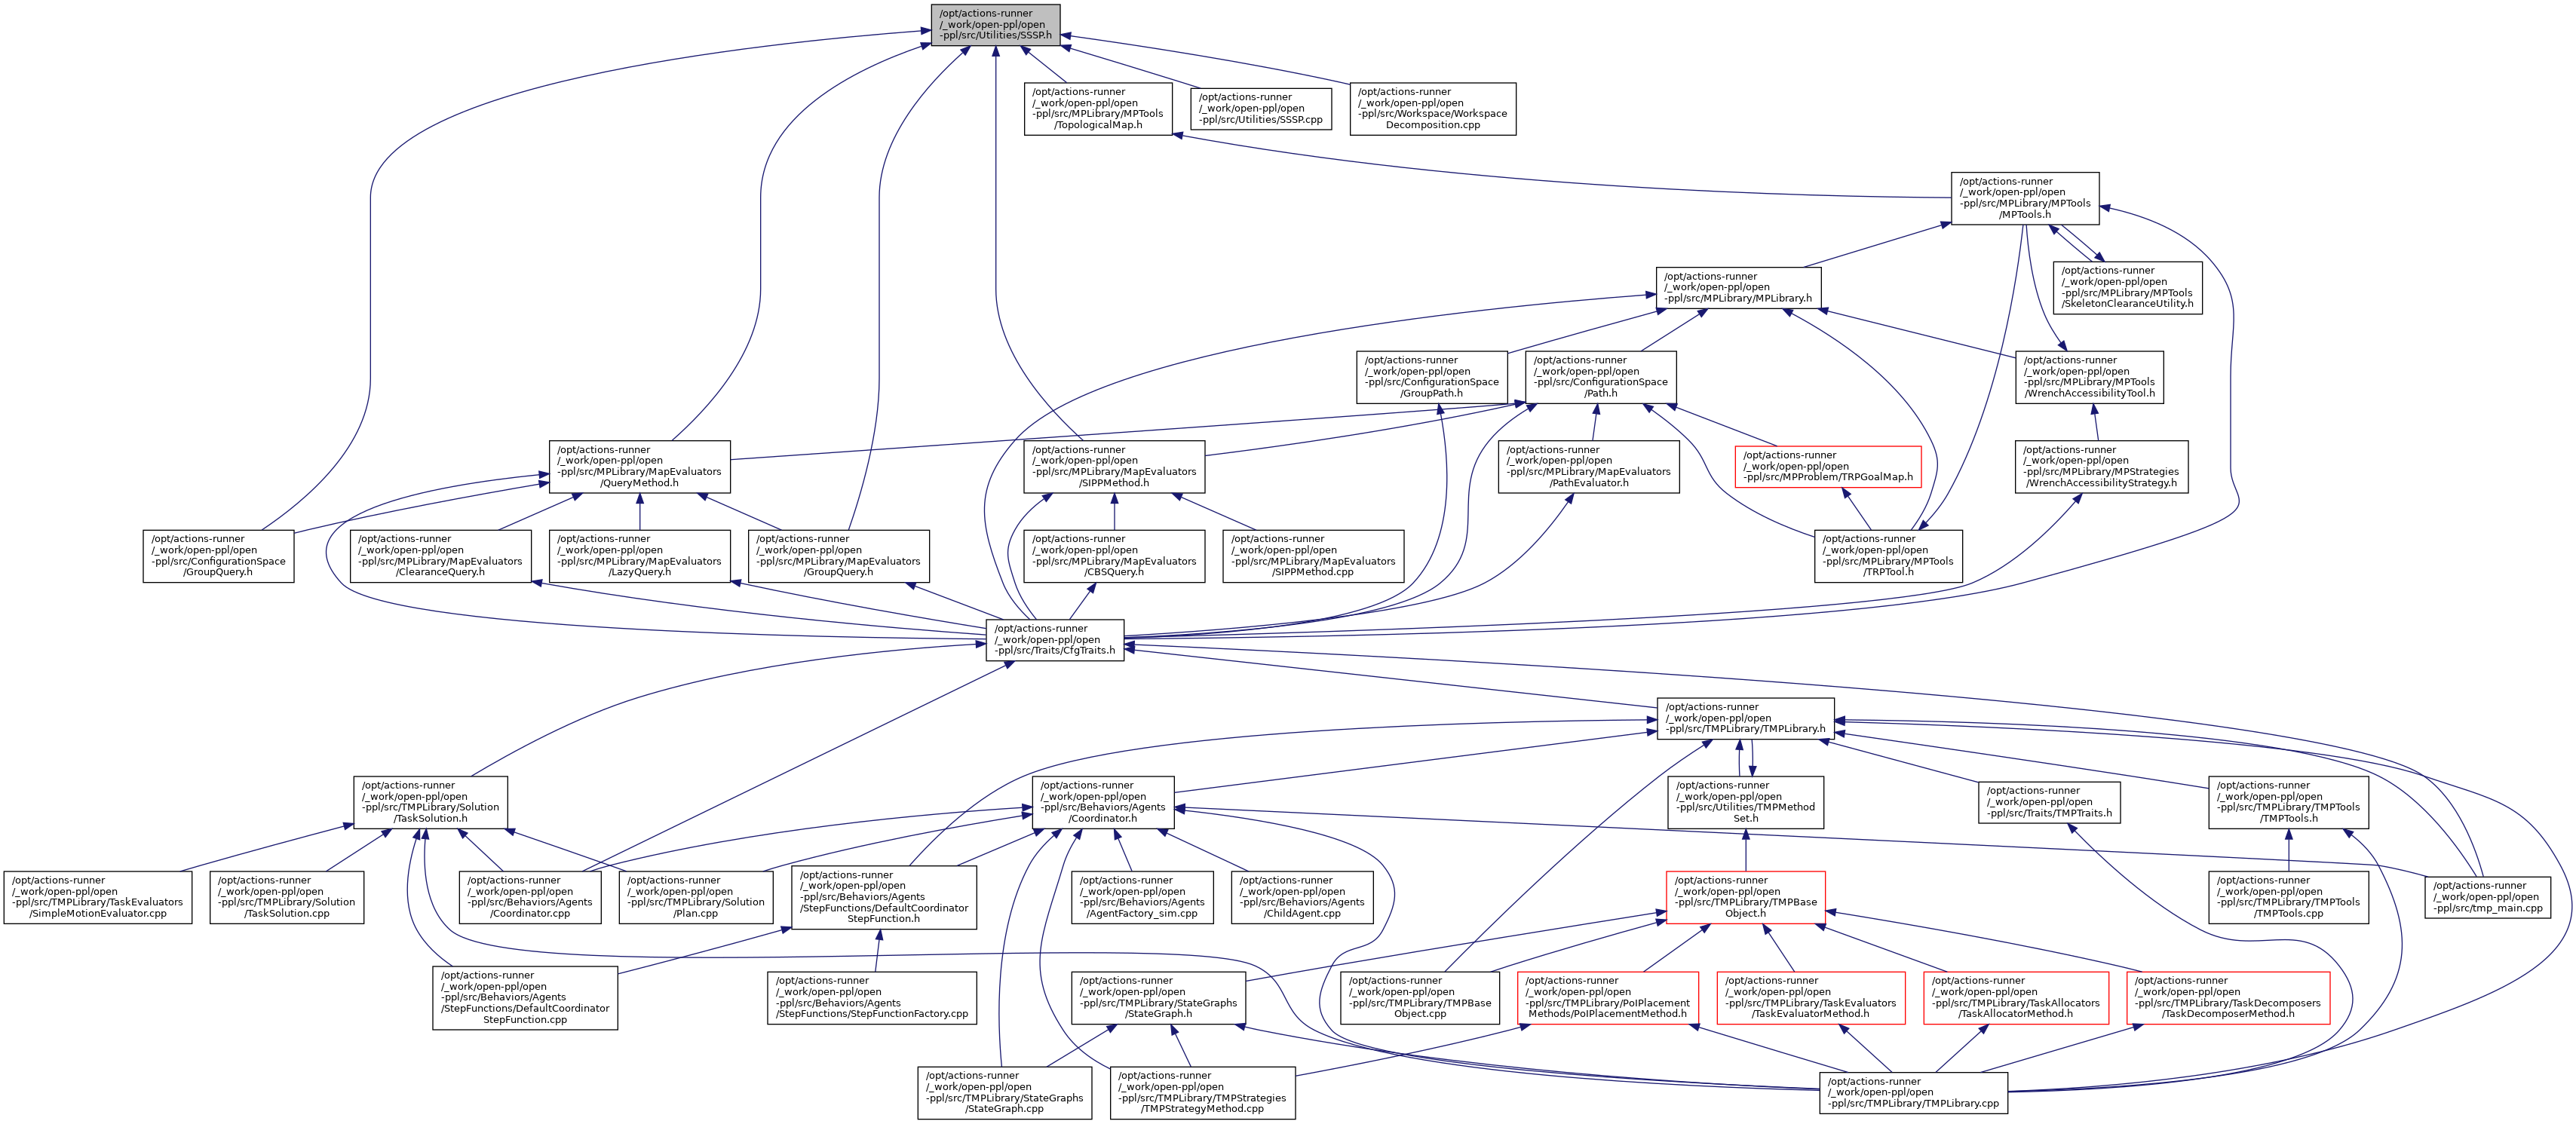 /opt/actions-runner
/_work/open-ppl/open
-ppl/src/Utilities/SSSP.h
/opt/actions-runner
/_work/open-ppl/open
-ppl/src/MPLibrary/MPTools
/TopologicalMap.h
/opt/actions-runner
/_work/open-ppl/open
-ppl/src/Utilities/SSSP.cpp
/opt/actions-runner
/_work/open-ppl/open
-ppl/src/Workspace/Workspace
Decomposition.cpp
/opt/actions-runner
/_work/open-ppl/open
-ppl/src/MPLibrary/MPTools
/MPTools.h
/opt/actions-runner
/_work/open-ppl/open
-ppl/src/MPLibrary/MPLibrary.h
/opt/actions-runner
/_work/open-ppl/open
-ppl/src/MPLibrary/MPTools
/SkeletonClearanceUtility.h
/opt/actions-runner
/_work/open-ppl/open
-ppl/src/ConfigurationSpace
/GroupPath.h
/opt/actions-runner
/_work/open-ppl/open
-ppl/src/ConfigurationSpace
/Path.h
/opt/actions-runner
/_work/open-ppl/open
-ppl/src/MPLibrary/MPTools
/WrenchAccessibilityTool.h
/opt/actions-runner
/_work/open-ppl/open
-ppl/src/MPLibrary/MapEvaluators
/QueryMethod.h
/opt/actions-runner
/_work/open-ppl/open
-ppl/src/MPLibrary/MapEvaluators
/SIPPMethod.h
/opt/actions-runner
/_work/open-ppl/open
-ppl/src/MPLibrary/MapEvaluators
/PathEvaluator.h
/opt/actions-runner
/_work/open-ppl/open
-ppl/src/MPProblem/TRPGoalMap.h
/opt/actions-runner
/_work/open-ppl/open
-ppl/src/MPLibrary/MPStrategies
/WrenchAccessibilityStrategy.h
/opt/actions-runner
/_work/open-ppl/open
-ppl/src/ConfigurationSpace
/GroupQuery.h
/opt/actions-runner
/_work/open-ppl/open
-ppl/src/MPLibrary/MapEvaluators
/ClearanceQuery.h
/opt/actions-runner
/_work/open-ppl/open
-ppl/src/MPLibrary/MapEvaluators
/LazyQuery.h
/opt/actions-runner
/_work/open-ppl/open
-ppl/src/MPLibrary/MapEvaluators
/GroupQuery.h
/opt/actions-runner
/_work/open-ppl/open
-ppl/src/MPLibrary/MapEvaluators
/CBSQuery.h
/opt/actions-runner
/_work/open-ppl/open
-ppl/src/MPLibrary/MapEvaluators
/SIPPMethod.cpp
/opt/actions-runner
/_work/open-ppl/open
-ppl/src/MPLibrary/MPTools
/TRPTool.h
/opt/actions-runner
/_work/open-ppl/open
-ppl/src/Traits/CfgTraits.h
/opt/actions-runner
/_work/open-ppl/open
-ppl/src/TMPLibrary/TMPLibrary.h
/opt/actions-runner
/_work/open-ppl/open
-ppl/src/TMPLibrary/Solution
/TaskSolution.h
/opt/actions-runner
/_work/open-ppl/open
-ppl/src/Behaviors/Agents
/Coordinator.h
/opt/actions-runner
/_work/open-ppl/open
-ppl/src/Utilities/TMPMethod
Set.h
/opt/actions-runner
/_work/open-ppl/open
-ppl/src/Traits/TMPTraits.h
/opt/actions-runner
/_work/open-ppl/open
-ppl/src/TMPLibrary/TMPTools
/TMPTools.h
/opt/actions-runner
/_work/open-ppl/open
-ppl/src/TMPLibrary/TaskEvaluators
/SimpleMotionEvaluator.cpp
/opt/actions-runner
/_work/open-ppl/open
-ppl/src/TMPLibrary/Solution
/TaskSolution.cpp
/opt/actions-runner
/_work/open-ppl/open
-ppl/src/Behaviors/Agents
/Coordinator.cpp
/opt/actions-runner
/_work/open-ppl/open
-ppl/src/TMPLibrary/Solution
/Plan.cpp
/opt/actions-runner
/_work/open-ppl/open
-ppl/src/Behaviors/Agents
/StepFunctions/DefaultCoordinator
StepFunction.h
/opt/actions-runner
/_work/open-ppl/open
-ppl/src/Behaviors/Agents
/AgentFactory_sim.cpp
/opt/actions-runner
/_work/open-ppl/open
-ppl/src/Behaviors/Agents
/ChildAgent.cpp
/opt/actions-runner
/_work/open-ppl/open
-ppl/src/TMPLibrary/TMPBase
Object.h
/opt/actions-runner
/_work/open-ppl/open
-ppl/src/TMPLibrary/TMPTools
/TMPTools.cpp
/opt/actions-runner
/_work/open-ppl/open
-ppl/src/tmp_main.cpp
/opt/actions-runner
/_work/open-ppl/open
-ppl/src/Behaviors/Agents
/StepFunctions/DefaultCoordinator
StepFunction.cpp
/opt/actions-runner
/_work/open-ppl/open
-ppl/src/Behaviors/Agents
/StepFunctions/StepFunctionFactory.cpp
/opt/actions-runner
/_work/open-ppl/open
-ppl/src/TMPLibrary/StateGraphs
/StateGraph.h
/opt/actions-runner
/_work/open-ppl/open
-ppl/src/TMPLibrary/TMPBase
Object.cpp
/opt/actions-runner
/_work/open-ppl/open
-ppl/src/TMPLibrary/PoIPlacement
Methods/PoIPlacementMethod.h
/opt/actions-runner
/_work/open-ppl/open
-ppl/src/TMPLibrary/TaskEvaluators
/TaskEvaluatorMethod.h
/opt/actions-runner
/_work/open-ppl/open
-ppl/src/TMPLibrary/TaskAllocators
/TaskAllocatorMethod.h
/opt/actions-runner
/_work/open-ppl/open
-ppl/src/TMPLibrary/TaskDecomposers
/TaskDecomposerMethod.h
/opt/actions-runner
/_work/open-ppl/open
-ppl/src/TMPLibrary/StateGraphs
/StateGraph.cpp
/opt/actions-runner
/_work/open-ppl/open
-ppl/src/TMPLibrary/TMPStrategies
/TMPStrategyMethod.cpp
/opt/actions-runner
/_work/open-ppl/open
-ppl/src/TMPLibrary/TMPLibrary.cpp